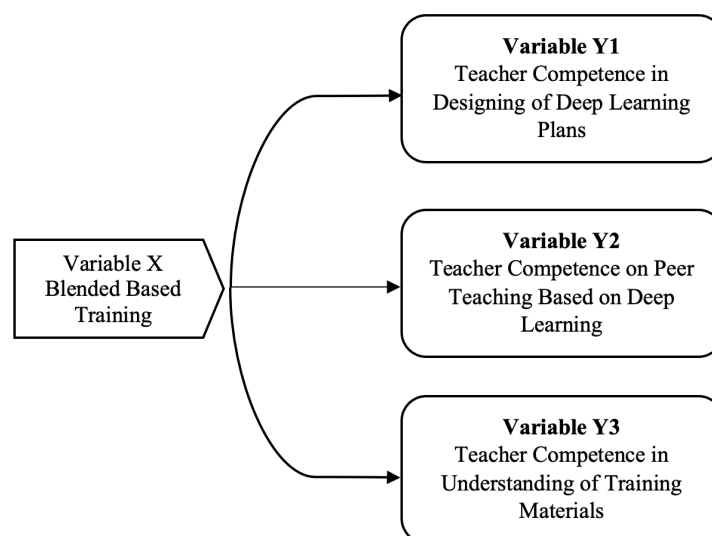 Variable Y1
Teacher Competence in
Designing of Deep Learning
Plans
Variable X
Blended Based
Training
Variable Y2
Teacher Competence on Peer
Teaching Based on Deep
Learning
Variable Y3
Teacher Competence in
Understanding of Training
Materials